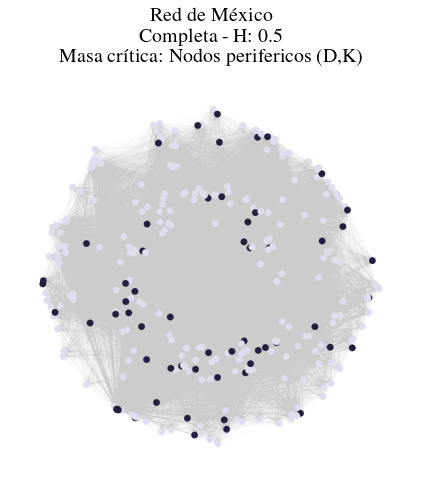 Red de México
Completa - H: 0.5
Masa crítica: Nodos perifericos (D,K)